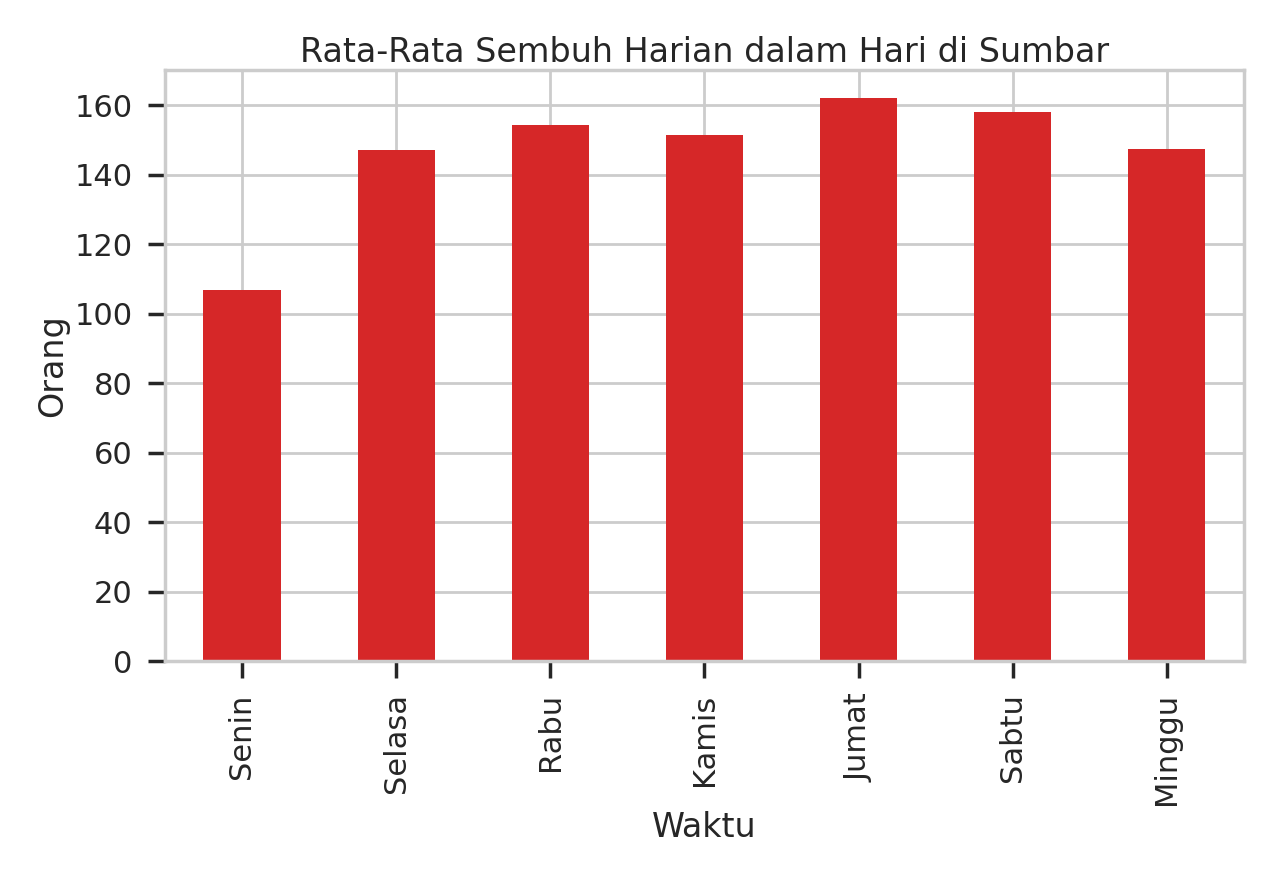 Rata-Rata Sembuh Harian dalam Hari di Sumbar
160
140
120
100
80
60
40
20
0
Orang
Senin
Selasa
Rabu
Kamis
Jumat
Sabtu
Minggu
Waktu